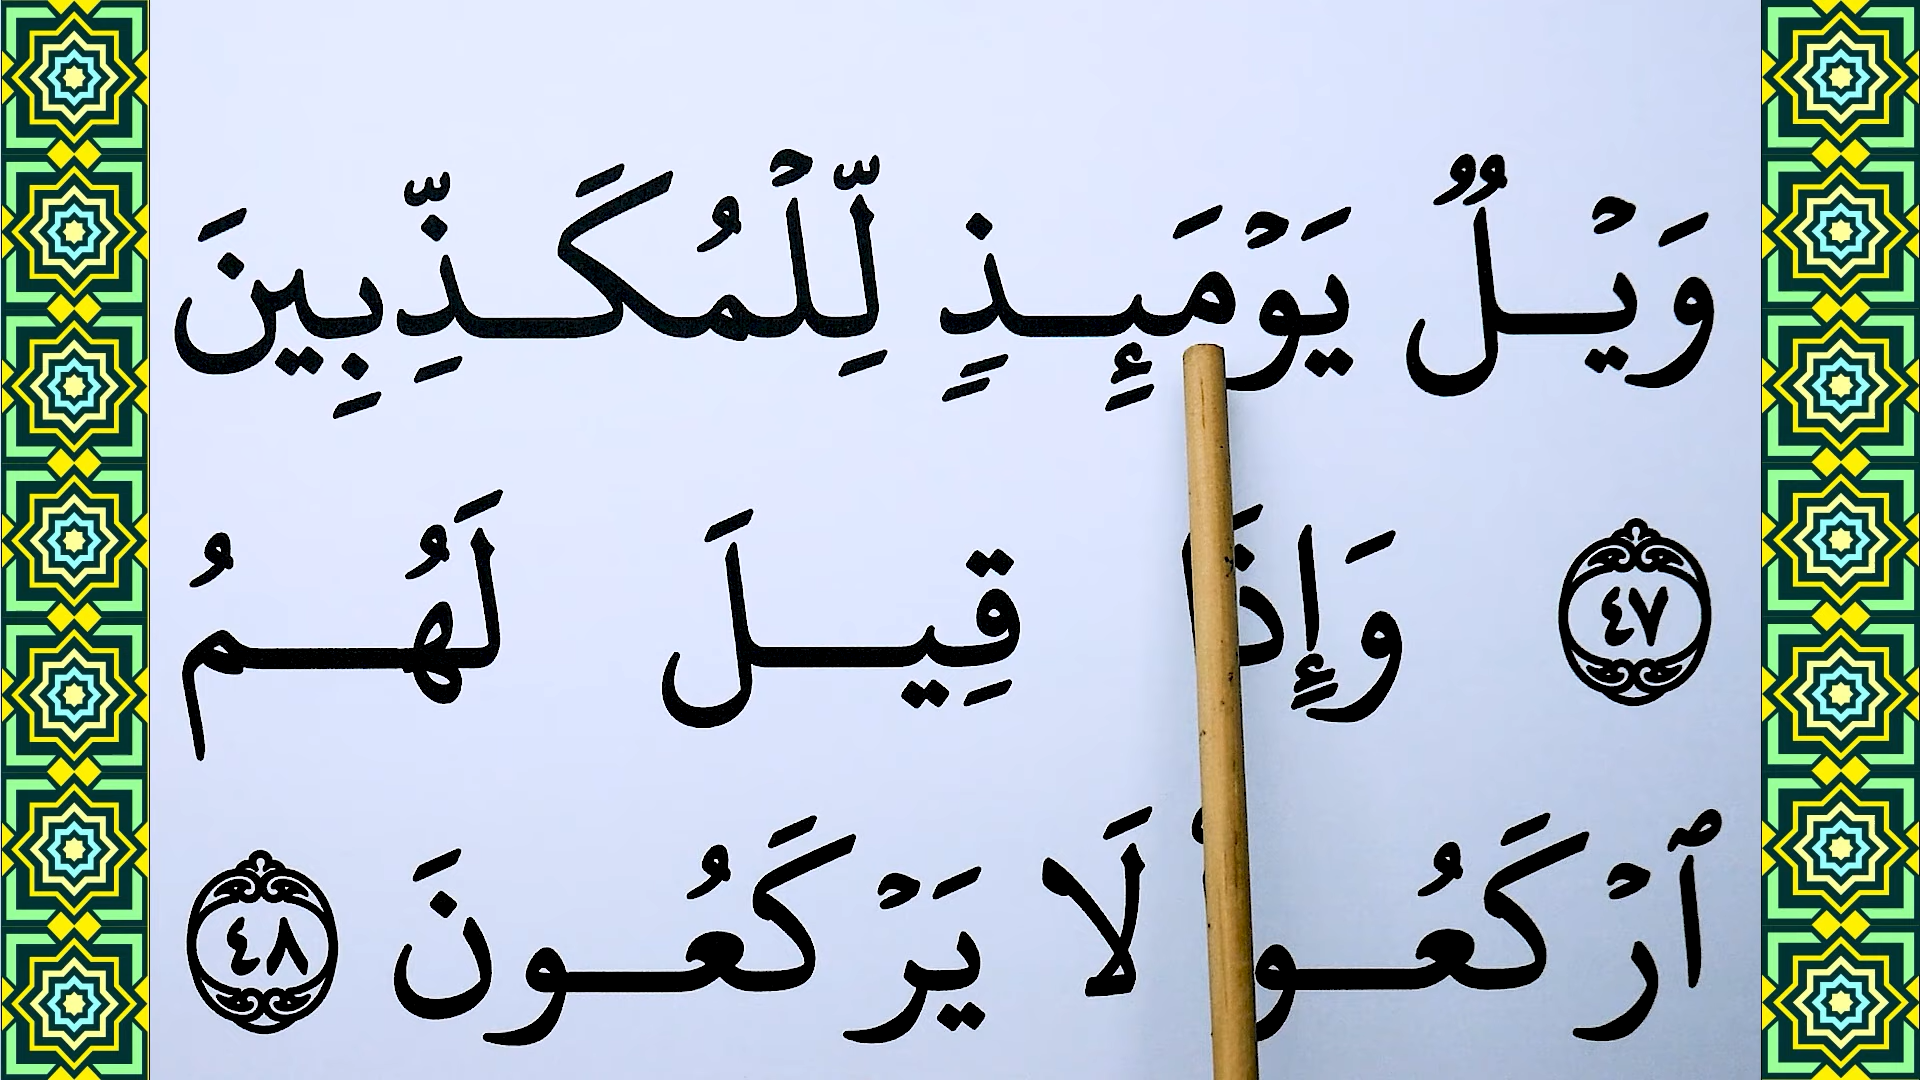 وَيْلٌ يَوْمَئِذٍ لِّلْمُكَذِّبِينَ
٤٧ وَإِذَا قِيلَ لَهُمُ
ٱرْكَعُوا۟ لَا يَرْكَعُونَ ٤٨